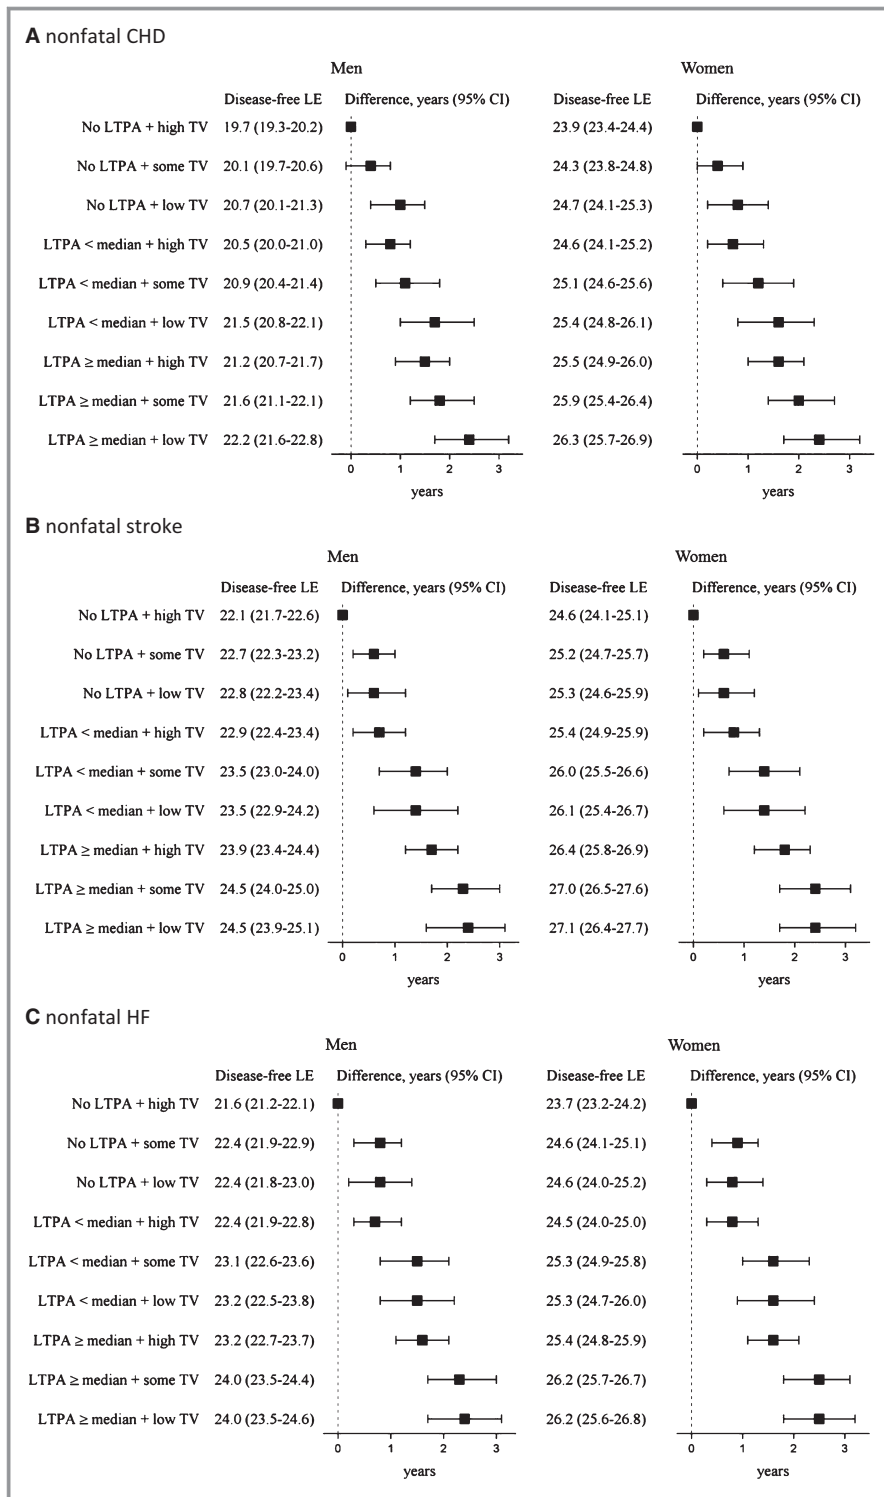 A nonfatal CHD
Men Women
Disease-free LE Difference, years (95% CI) Disease-free LE Difference, years (95% CI)
No LTPA + high TV 19.7 (19.3-20.2) 23.9 (23.4-24.4)
No LTPA + some TV 20.1 (19.7-20.6) 24.3 (23.8-24.8)
No LTPA + low TV 20.7 (20.1-21.3) 24.7 (24.1-25.3)
LTPA < median + high TV 20.5 (20.0-21.0) 24.6 (24.1-25.2)
LTPA < median + some TV 20.9 (20.4-21.4) 25.1 (24.6-25.6)
LTPA < median + low TV 21.5 (20.8-22.1) 25.4 (24.8-26.1)
LTPA ≥ median + high TV 21.2 (20.7-21.7) 25.5 (24.9-26.0)
LTPA ≥ median + some TV 21.6 (21.1-22.1) 25.9 (25.4-26.4)
LTPA ≥ median + low TV 22.2 (21.6-22.8) 26.3 (25.7-26.9)
0 1 2 3 0 1 2 3
years years
B nonfatal stroke
Men Women
Disease-free LE Difference, years (95% CI) Disease-free LE Difference, years (95% CI)
No LTPA + high TV 22.1 (21.7-22.6) 24.6 (24.1-25.1)
No LTPA + some TV 22.7 (22.3-23.2) 25.2 (24.7-25.7)
No LTPA + low TV 22.8 (22.2-23.4) 25.3 (24.6-25.9)
LTPA < median + high TV 22.9 (22.4-23.4) 25.4 (24.9-25.9)
LTPA < median + some TV 23.5 (23.0-24.0) 26.0 (25.5-26.6)
LTPA < median + low TV 23.5 (22.9-24.2) 26.1 (25.4-26.7)
LTPA ≥ median + high TV 23.9 (23.4-24.4) 26.4 (25.8-26.9)
LTPA ≥ median + some TV 24.5 (24.0-25.0) 27.0 (26.5-27.6)
LTPA ≥ median + low TV 24.5 (23.9-25.1) 27.1 (26.4-27.7)
0 1 2 3 0 1 2 3
years years
C nonfatal HF
Men Women
Disease-free LE Difference, years (95% CI) Disease-free LE Difference, years (95% CI)
No LTPA + high TV 21.6 (21.2-22.1) 23.7 (23.2-24.2)
No LTPA + some TV 22.4 (21.9-22.9) 24.6 (24.1-25.1)
No LTPA + low TV 22.4 (21.8-23.0) 24.6 (24.0-25.2)
LTPA < median + high TV 22.4 (21.9-22.8) 24.5 (24.0-25.0)
LTPA < median + some TV 23.1 (22.6-23.6) 25.3 (24.9-25.8)
LTPA < median + low TV 23.2 (22.5-23.8) 25.3 (24.7-26.0)
LTPA ≥ median + high TV 23.2 (22.7-23.7) 25.4 (24.8-25.9)
LTPA ≥ median + some TV 24.0 (23.5-24.4) 26.2 (25.7-26.7)
LTPA ≥ median + low TV 24.0 (23.5-24.6) 26.2 (25.6-26.8)
0 1 2 3 0 1 2 3
years years